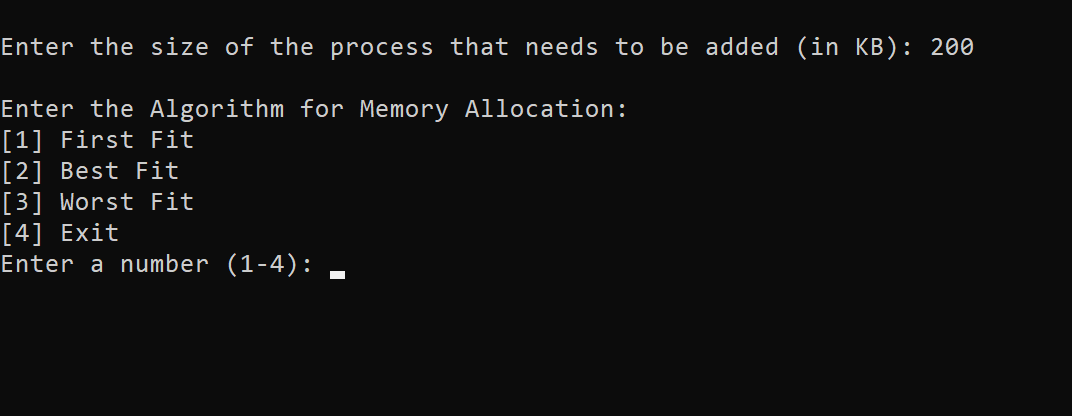 Enter the size of the process that needs to be added (in KB): 200
Enter the Algorithm for Memory Allocation:
[1] First Fit
[2] Best Fit
[3] Worst Fit
[4] Exit
Enter a number (1-4):